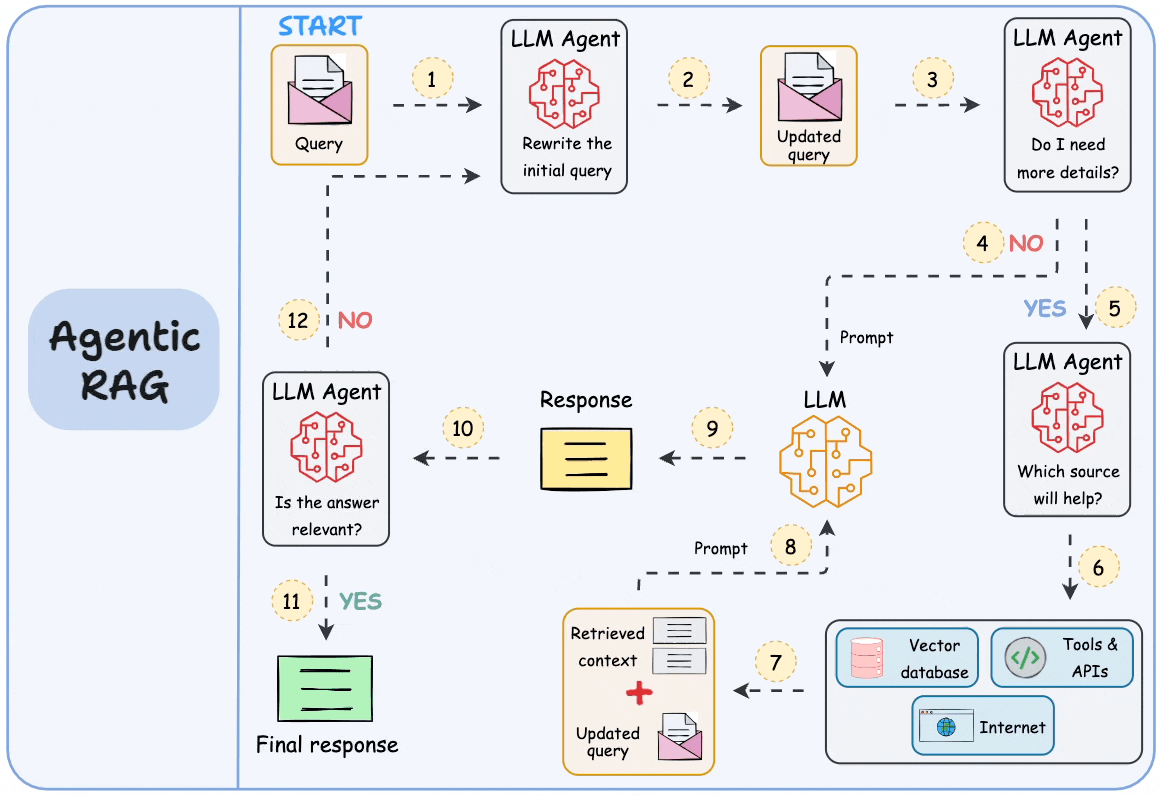 Agentic
RAG
START
Query
1
LLM Agent
Rewrite the
initial query
2
Updated
query
3
LLM Agent
Do I need
more details?
4
NO
YES
5
Prompt
LLM Agent
Which source
will help?
6
Vector
database
Tools &
APIs
Internet
7
Retrieved
context
Updated
query
Prompt
8
LLM
9
Response
10
LLM Agent
Is the answer
relevant?
11
YES
Final response
12
NO